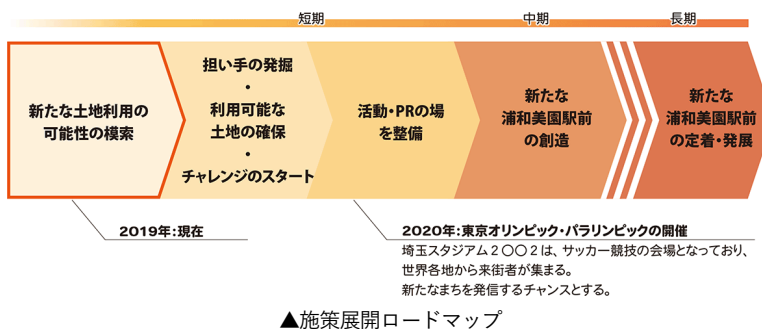 短期
中期
長期
新たな土地利用の
可能性の模索
担い手の発掘
・
利用可能な
土地の確保
・
チャレンジのスタート
活動・PRの場
を整備
新たな
浦和美園駅前
の創造
新たな
浦和美園駅前
の定着・発展
2019年：現在
2020年：東京オリンピック・パラリンピックの開催
埼玉スタジアム２〇〇２は、サッカー競技の会場となっており、
世界各地から来街者が集まる。
新たなまちを発信するチャンスとする。
▲施策展開ロードマップ